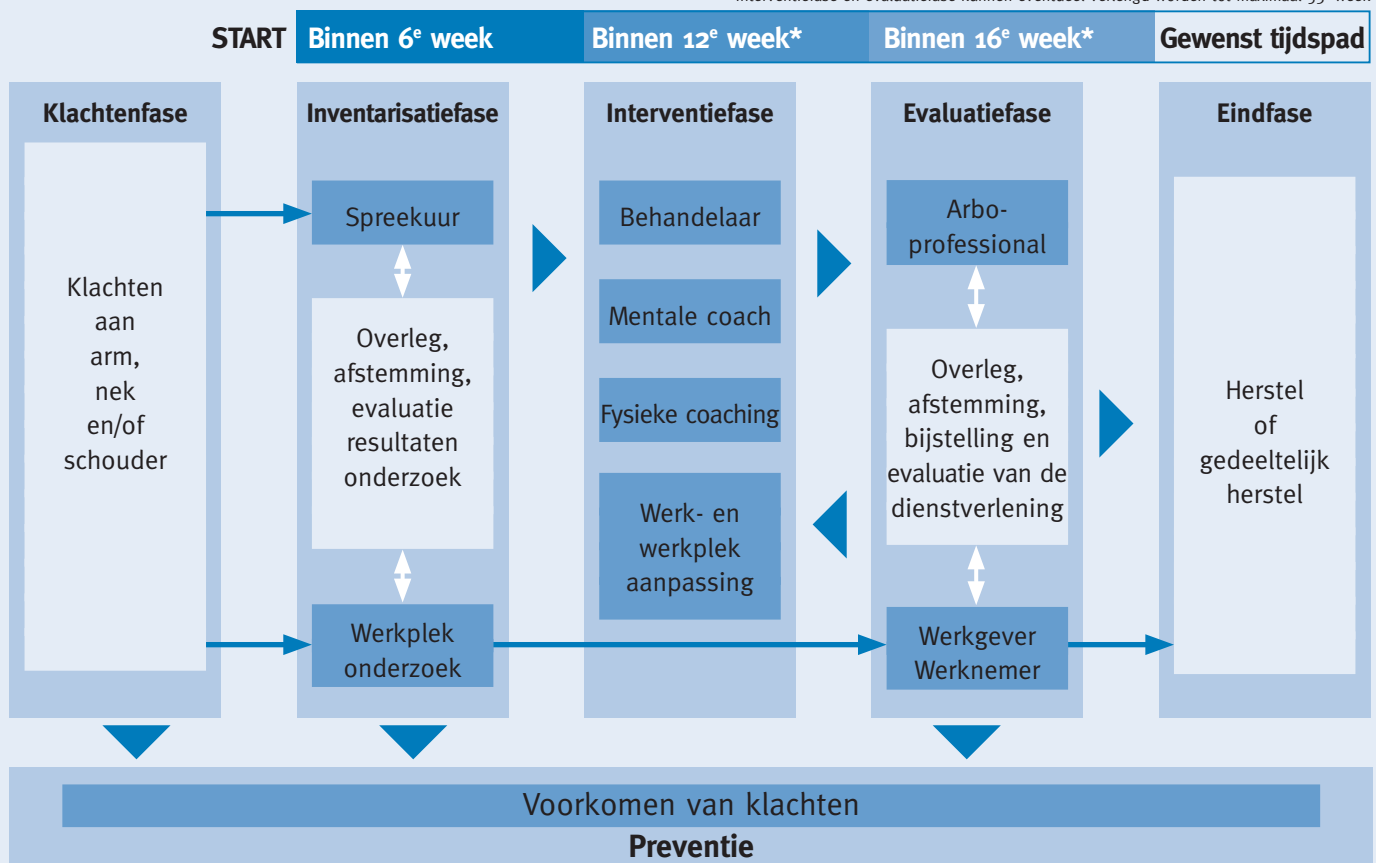 START Binnen 6e week Binnen 12e week* Binnen 16e week* Gewenst tijdspad
Klachtenfase
Klachten
aan
arm,
nek
en/of
schouder
Inventarisatiefase
Spreekuur
Overleg,
afstemming,
evaluatie
resultaten
onderzoek
Werkplek
onderzoek
Interventiefase
Behandelaar
Mentale coach
Fysieke coaching
Werk- en
werkplek
aanpassing
Evaluatiefase
Arbo-
professional
Overleg,
afstemming,
bijstelling en
evaluatie van de
dienstverlening
Werkgever
Werknemer
Eindfase
Herstel
of
gedeeltelijk
herstel
Voorkomen van klachten
Preventie